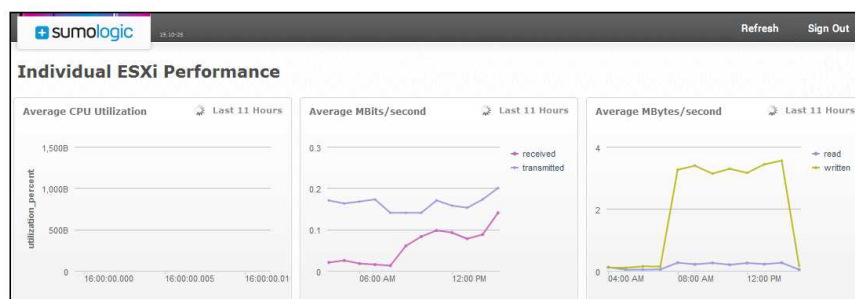 sumologic
Refresh
Sign Out
Individual ESXi Performance
Average CPU Utilization
Last 11 Hours
1,500B
1,000B
500B
0
utilization_percent
16:00:00.000
16:00:00.005
16:00:00.01
Average MBits/second
Last 11 Hours
0.3
0.2
0.1
0
received
transmitted
06:00 AM
12:00 PM
Average MBytes/second
Last 11 Hours
4
2
0
read
written
04:00 AM
08:00 AM
12:00 PM